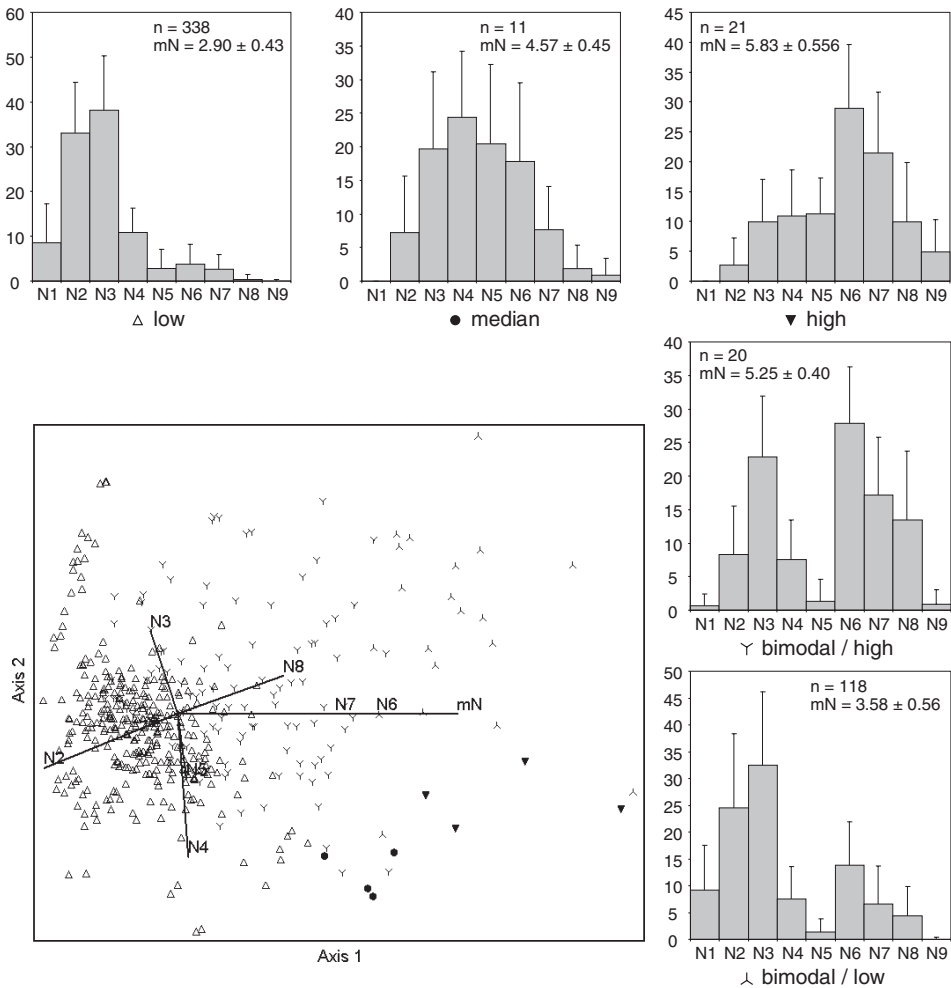 60
50
40
30
20
10
0
n = 338
mN = 2.90 ± 0.43
N1 N2 N3 N4 N5 N6 N7 N8 N9
△ low
40
35
30
25
20
15
10
5
0
n = 11
mN = 4.57 ± 0.45
N1 N2 N3 N4 N5 N6 N7 N8 N9
● median
45
40
35
30
25
20
15
10
5
0
n = 21
mN = 5.83 ± 0.556
N1 N2 N3 N4 N5 N6 N7 N8 N9
▼ high
40
35
30
25
20
15
10
5
0
n = 20
mN = 5.25 ± 0.40
N1 N2 N3 N4 N5 N6 N7 N8 N9
bimodal / high
Axis 2
N3
N8
N7 N6 mN
N2
N5
N4
Axis 1
50
45
40
35
30
25
20
15
10
5
0
n = 118
mN = 3.58 ± 0.56
N1 N2 N3 N4 N5 N6 N7 N8 N9
bimodal / low